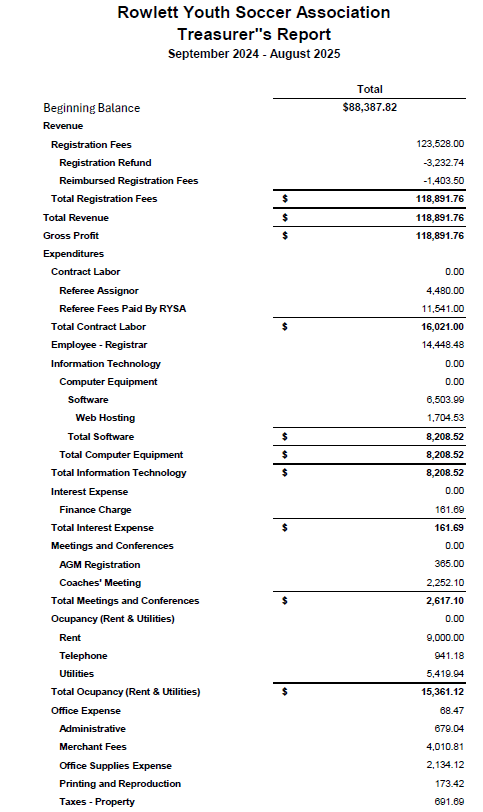 Rowlett Youth Soccer Association
Treasurer"s Report
September 2024 - August 2025
Total
Beginning Balance $88,387.82
Revenue
Registration Fees 123,528.00
Registration Refund -3,232.74
Reimbursed Registration Fees -1,403.50
Total Registration Fees $ 118,891.76
Total Revenue $ 118,891.76
Gross Profit $ 118,891.76
Expenditures
Contract Labor 0.00
Referee Assignor 4,480.00
Referee Fees Paid By RYSA 11,541.00
Total Contract Labor $ 16,021.00
Employee - Registrar 14,448.48
Information Technology 0.00
Computer Equipment 0.00
Software 6,503.99
Web Hosting 1,704.53
Total Software $ 8,208.52
Total Computer Equipment $ 8,208.52
Total Information Technology $ 8,208.52
Interest Expense 0.00
Finance Charge 161.69
Total Interest Expense $ 161.69
Meetings and Conferences 0.00
AGM Registration 365.00
Coaches' Meeting 2,252.10
Total Meetings and Conferences $ 2,617.10
Ocupancy (Rent & Utilities) 0.00
Rent 9,000.00
Telephone 941.18
Utilities 5,419.94
Total Ocupancy (Rent & Utilities) $ 15,361.12
Office Expense 68.47
Administrative 679.04
Merchant Fees 4,010.81
Office Supplies Expense 2,134.12
Printing and Reproduction 173.42
Taxes - Property 691.69